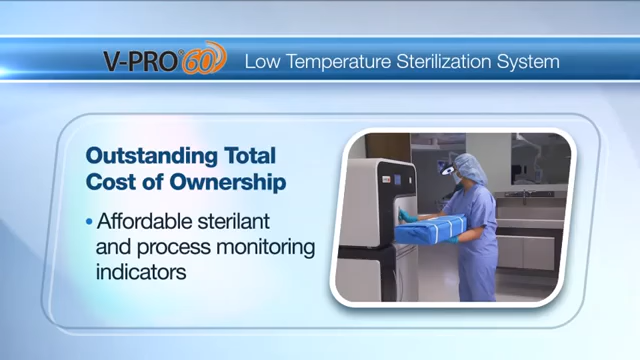 V-PRO® 60 Low Temperature Sterilization System
Outstanding Total
Cost of Ownership
• Affordable sterilant
and process monitoring
indicators